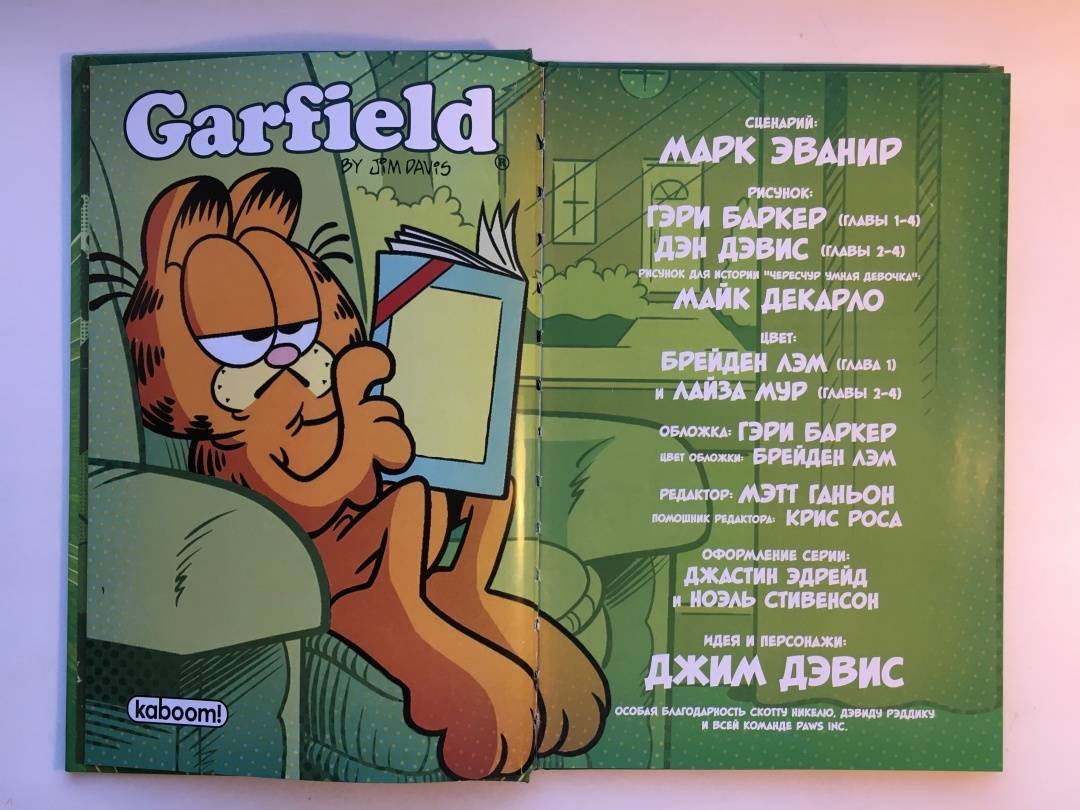 Garfield
BY JIM DAVIS ®
kaboom!
СЦЕНАРИЙ:
МАРК ЭВАНИР
РИСУНОК:
ГЭРИ БАРКЕР (ГЛАВЫ 1-4)
ДЭН ДЭВИС (ГЛАВЫ 2-4)
РИСУНОК ДЛЯ ИСТОРИИ "ЧЕРЕСЧУР УМНАЯ ДЕВОЧКА":
МАЙК ДЕКАРЛО
ЦВЕТ:
БРЕЙДЕН ЛЭМ (ГЛАВА 1)
И ЛАЙЗА МУР (ГЛАВЫ 2-4)
ОБЛОЖКА: ГЭРИ БАРКЕР
ЦВЕТ ОБЛОЖКИ: БРЕЙДЕН ЛЭМ
РЕДАКТОР: МЭТТ ГАНЬОН
ПОМОШНИК РЕДАКТОРА: КРИС РОСА
ОФОРМЛЕНИЕ СЕРИИ:
ДЖАСТИН ЭДРЕЙД
И НОЭЛЬ СТИВЕНСОН
ИДЕЯ И ПЕРСОНАЖИ:
ДЖИМ ДЭВИС
ОСОБАЯ БЛАГОДАРНОСТЬ СКОТТУ НИКЕЛЮ, ДЭВИДУ РЭДДИКУ
И ВСЕЙ КОМАНДЕ PAWS INC.